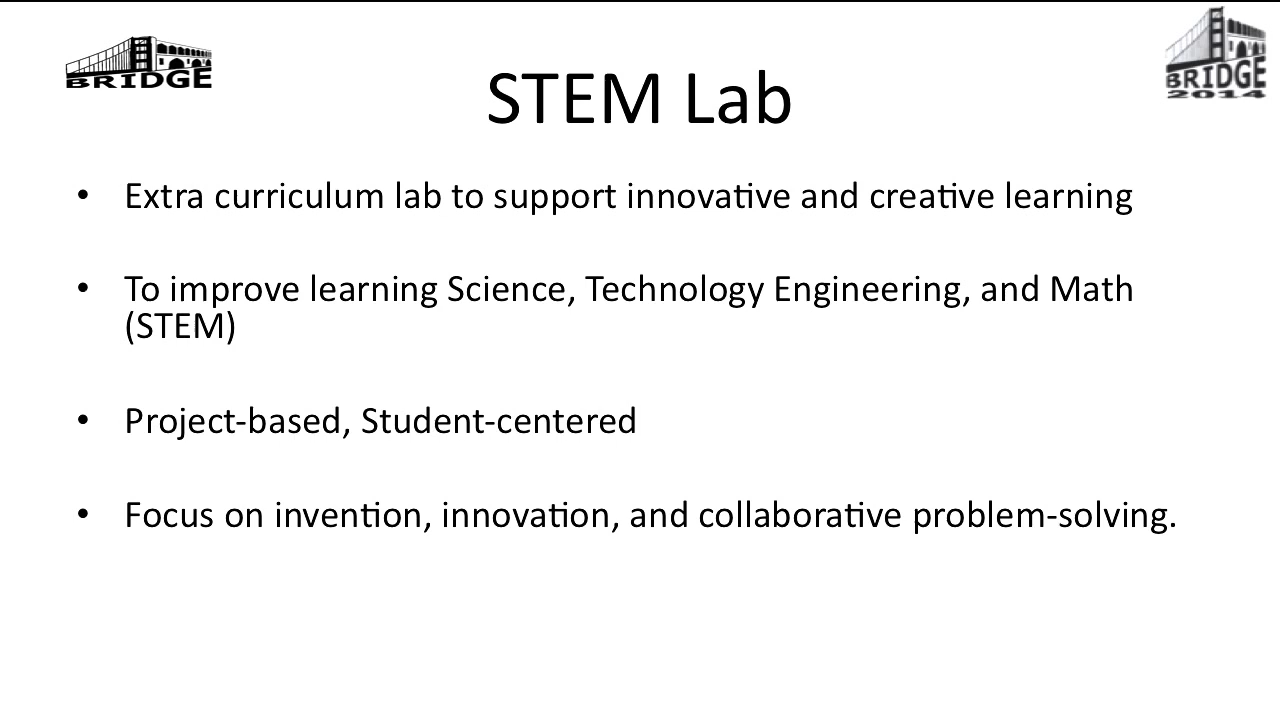 BRIDGE
BRIDGE
2014
STEM Lab
• Extra curriculum lab to support innovative and creative learning
• To improve learning Science, Technology Engineering, and Math
(STEM)
• Project-based, Student-centered
• Focus on invention, innovation, and collaborative problem-solving.